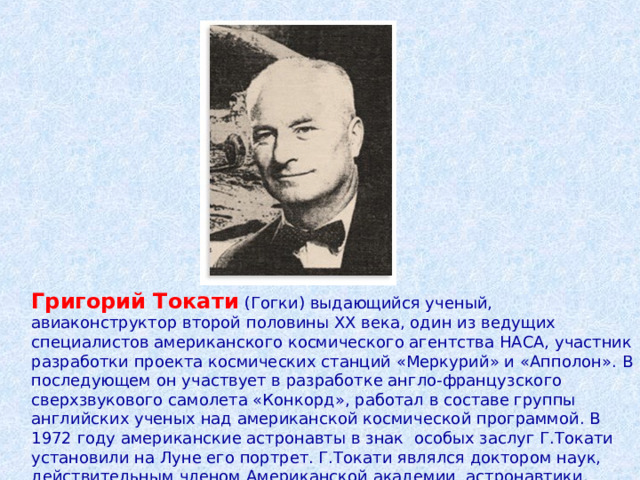 Григорий Токати (Гогки) выдающийся ученый,
авиаконструктор второй половины XX века, один из ведущих
специалистов американского космического агентства НАСА, участник
разработки проекта космических станций «Меркурий» и «Апполон». В
последующем он участвует в разработке англо-французского
сверхзвукового самолета «Конкорд», работал в составе группы
английских ученых над американской космической программой. В
1972 году американские астронавты в знак особых заслуг Г.Токати
установили на Луне его портрет. Г.Токати являлся доктором наук,
действительным членом Американской академии астронавтики,